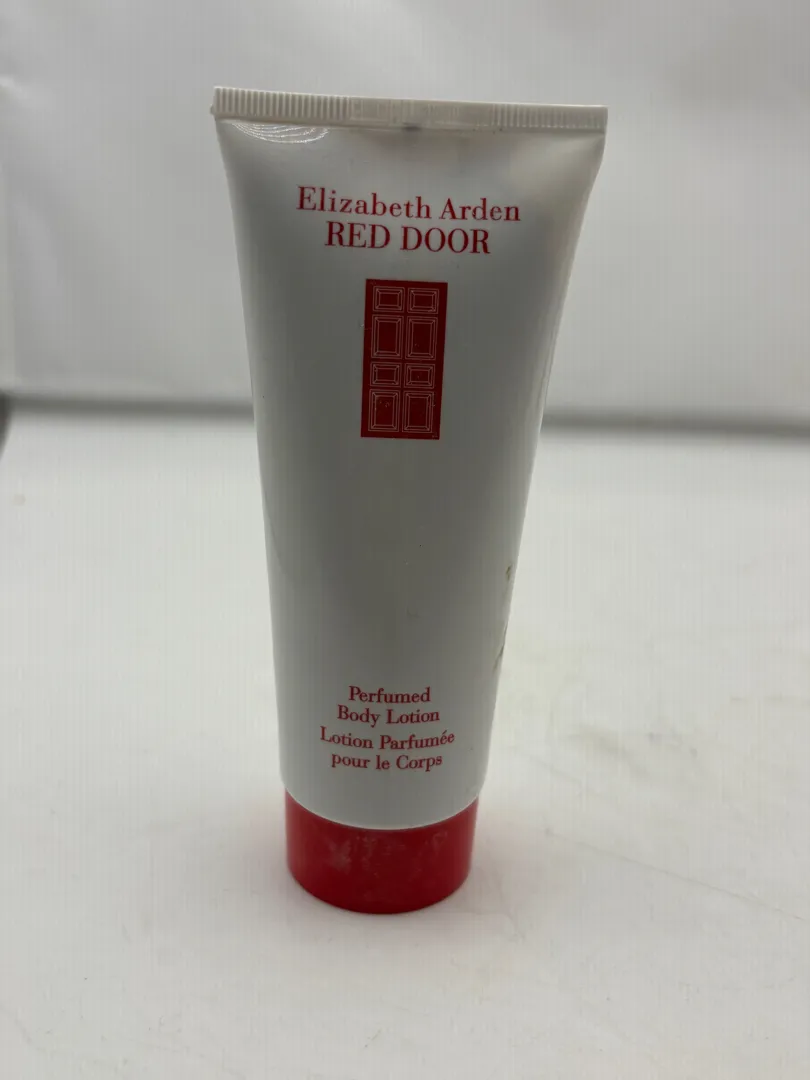 Elizabeth Arden
RED DOOR
Perfumed
Body Lotion
Lotion Parfumée
pour le Corps